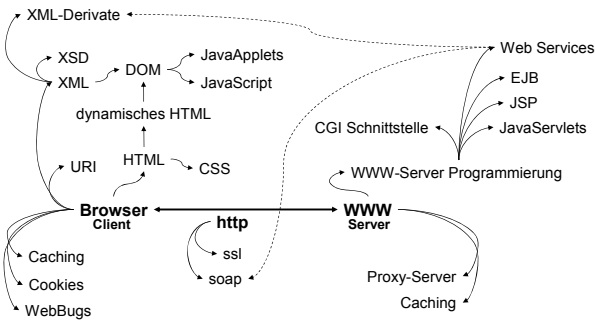 XML-Derivate
XSD
XML
DOM
JavaApplets
JavaScript
dynamisches HTML
HTML
CSS
URI
Web Services
EJB
JSP
JavaServlets
CGI Schnittstelle
WWW-Server Programmierung
Browser
Client
http
WWW
Server
ssl
soap
Caching
Cookies
WebBugs
Proxy-Server
Caching